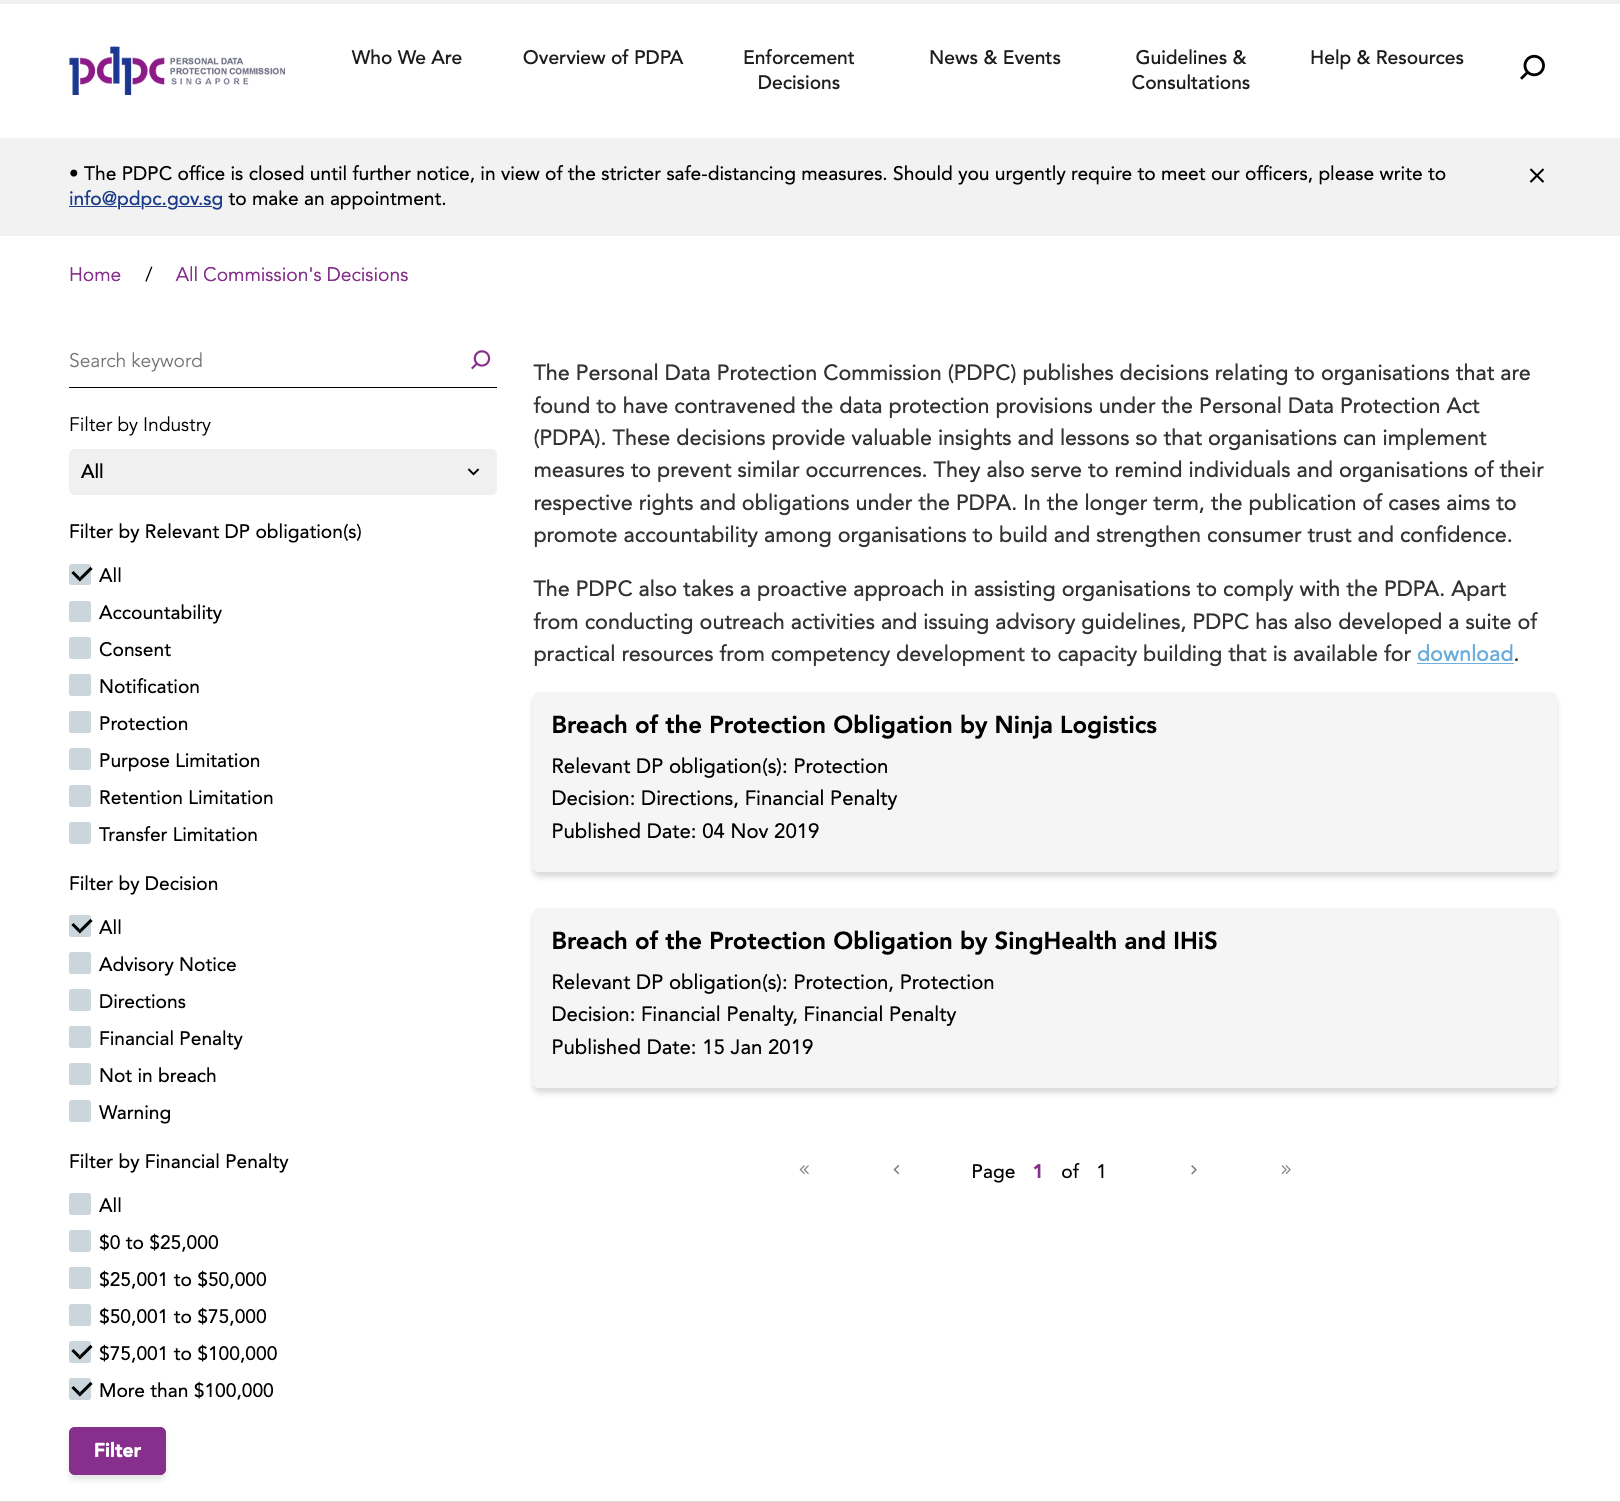 pdpc PERSONAL DATA
PROTECTION COMMISSION
SINGAPORE
Who We Are
Overview of PDPA
Enforcement
Decisions
News & Events
Guidelines &
Consultations
Help & Resources
• The PDPC office is closed until further notice, in view of the stricter safe-distancing measures. Should you urgently require to meet our officers, please write to
info@pdpc.gov.sg to make an appointment.
Home / All Commission's Decisions
Search keyword
Filter by Industry
All
Filter by Relevant DP obligation(s)
All
Accountability
Consent
Notification
Protection
Purpose Limitation
Retention Limitation
Transfer Limitation
Filter by Decision
All
Advisory Notice
Directions
Financial Penalty
Not in breach
Warning
Filter by Financial Penalty
All
$0 to $25,000
$25,001 to $50,000
$50,001 to $75,000
$75,001 to $100,000
More than $100,000
Filter
The Personal Data Protection Commission (PDPC) publishes decisions relating to organisations that are
found to have contravened the data protection provisions under the Personal Data Protection Act
(PDPA). These decisions provide valuable insights and lessons so that organisations can implement
measures to prevent similar occurrences. They also serve to remind individuals and organisations of their
respective rights and obligations under the PDPA. In the longer term, the publication of cases aims to
promote accountability among organisations to build and strengthen consumer trust and confidence.
The PDPC also takes a proactive approach in assisting organisations to comply with the PDPA. Apart
from conducting outreach activities and issuing advisory guidelines, PDPC has also developed a suite of
practical resources from competency development to capacity building that is available for download.
Breach of the Protection Obligation by Ninja Logistics
Relevant DP obligation(s): Protection
Decision: Directions, Financial Penalty
Published Date: 04 Nov 2019
Breach of the Protection Obligation by SingHealth and IHiS
Relevant DP obligation(s): Protection, Protection
Decision: Financial Penalty, Financial Penalty
Published Date: 15 Jan 2019
« ‹ Page 1 of 1 › »